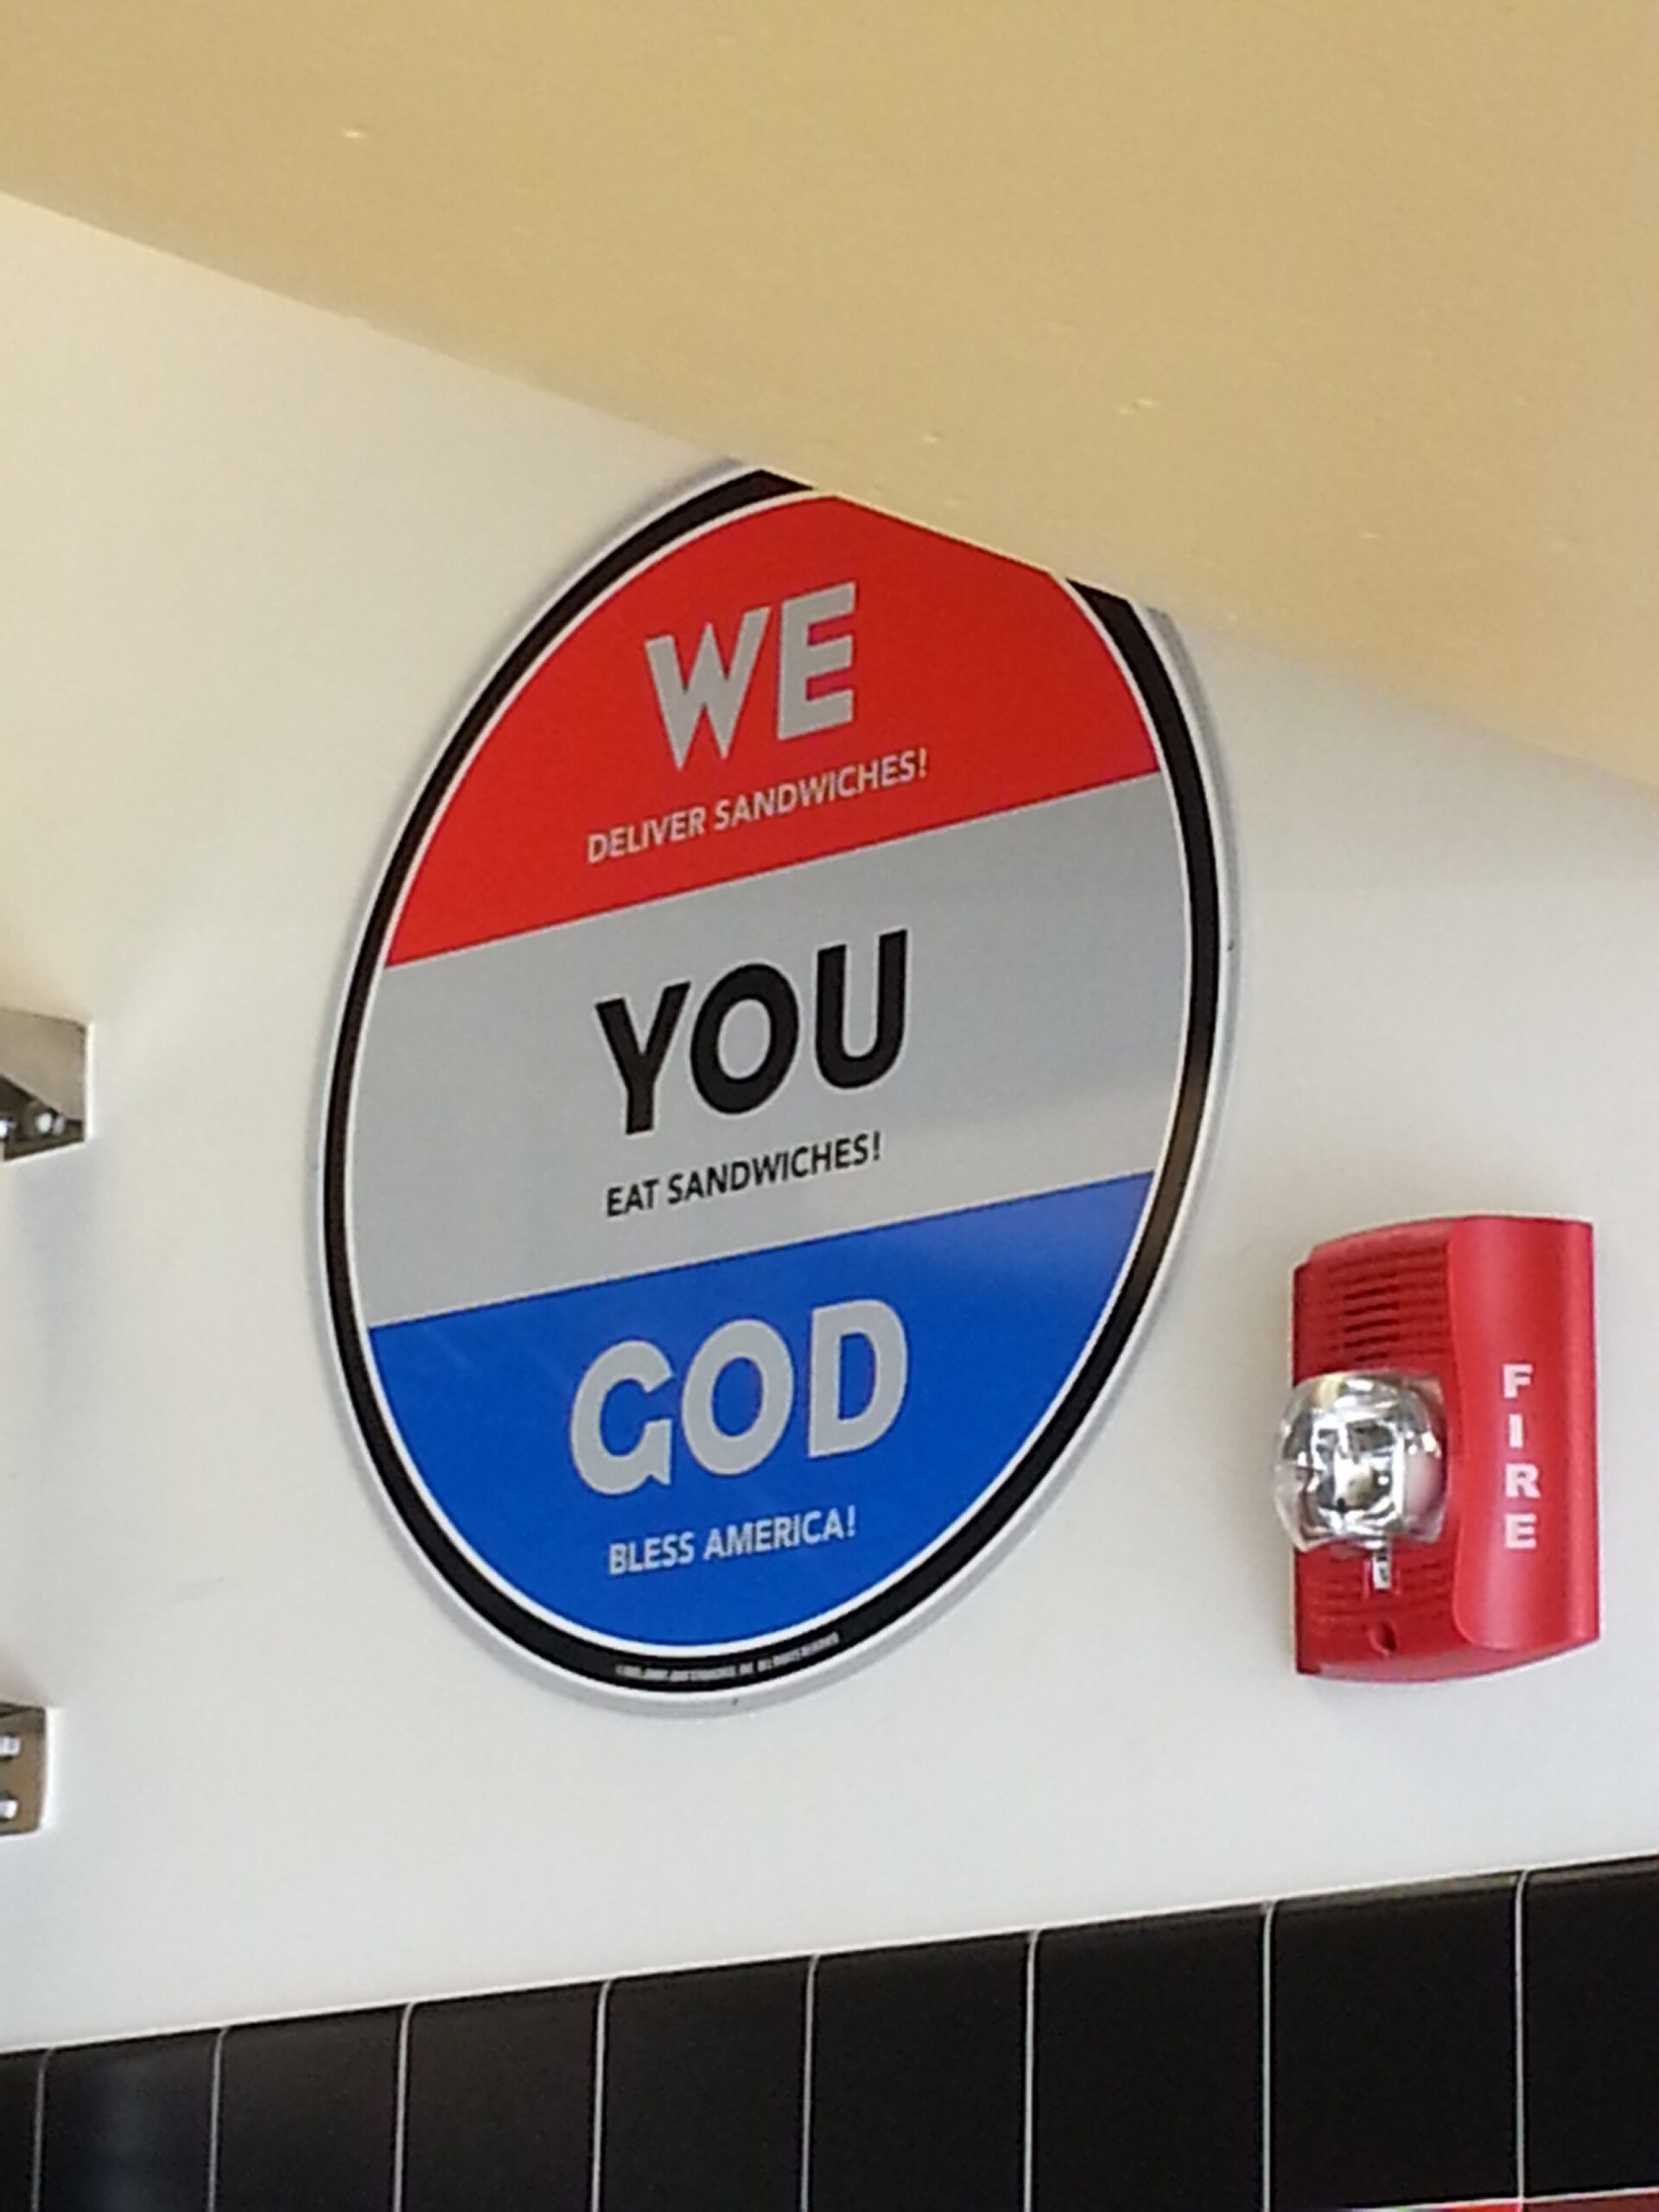 WE
DELIVER SANDWICHES!
YOU
EAT SANDWICHES!
GOD
BLESS AMERICA!
FIRE